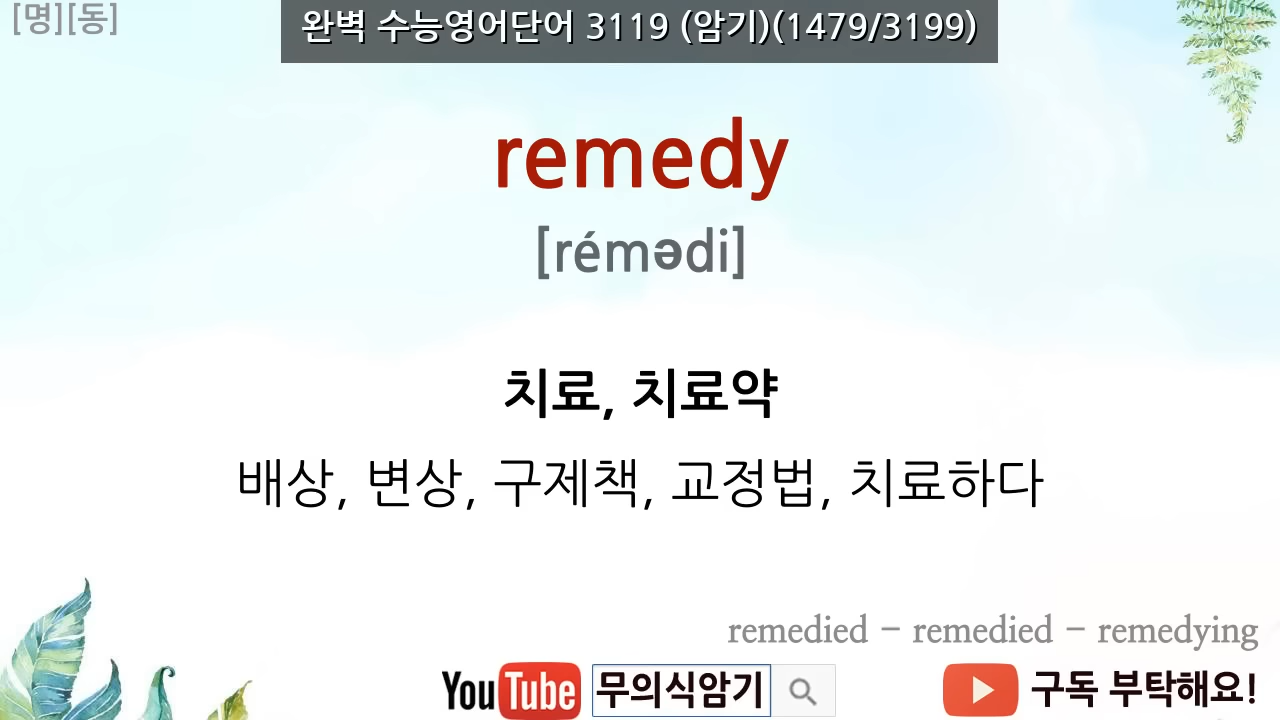 [명][동]
완벽 수능영어단어 3119 (암기)(1479/3199)
remedy
[rémədi]
치료, 치료약
배상, 변상, 구제책, 교정법, 치료하다
remedied - remedied - remedying
YouTube 무의식암기 구독 부탁해요!